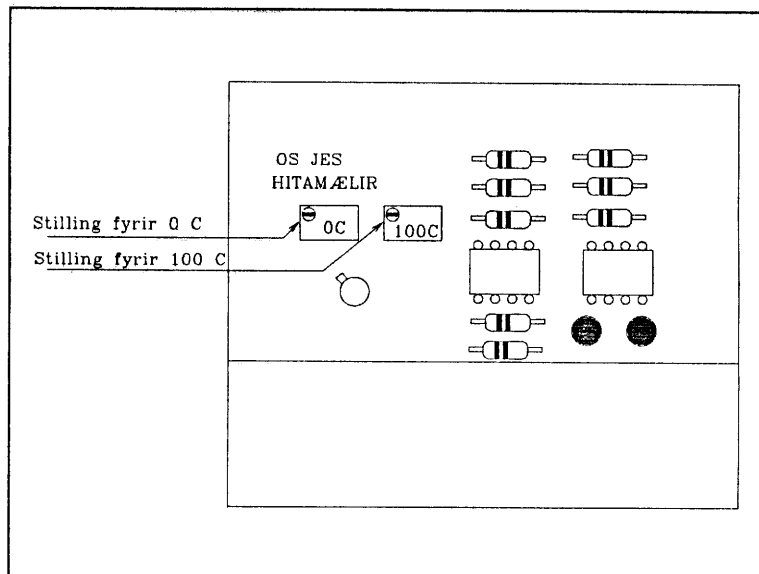 OS JES
HITAMÆLIR
Stilling fyrir 0 C
0C
100C
Stilling fyrir 100 C